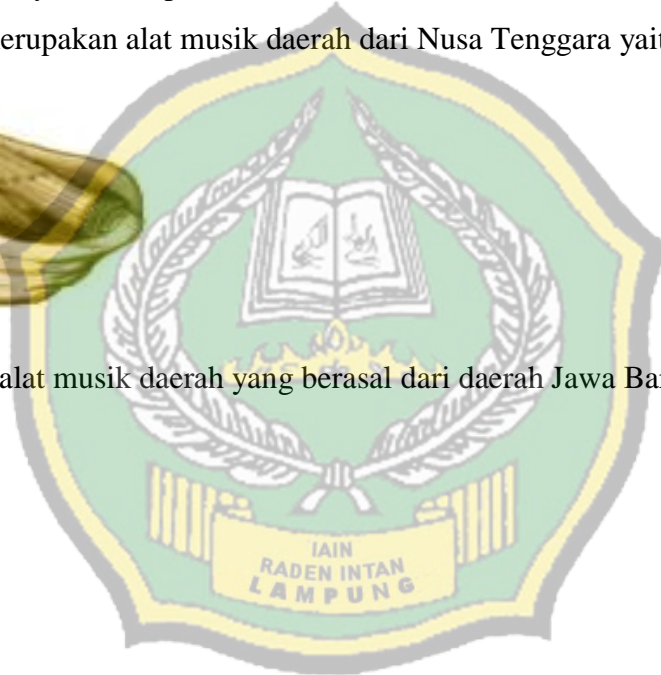 erupakan alat musik daerah dari Nusa Tenggara yait
alat musik daerah yang berasal dari daerah Jawa Ba
IAIN
RADEN INTAN
LAMPUNG